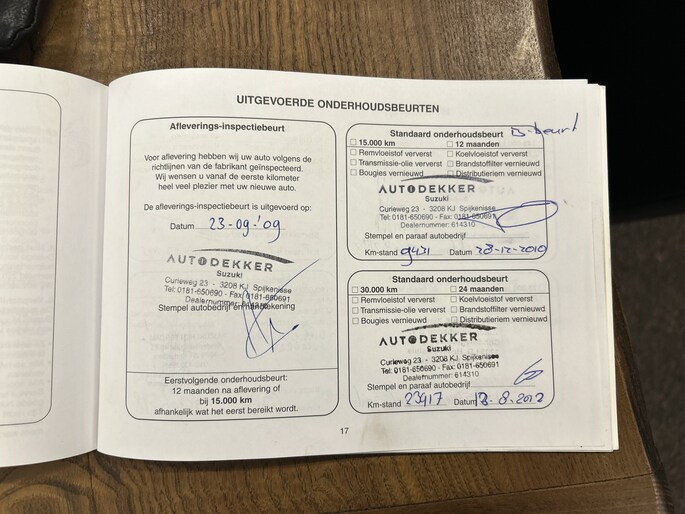 UITGEVOERDE ONDERHOUDSBEURTEN
Afleverings-inspectiebeurt
Voor aflevering hebben wij uw auto volgens de
richtlijnen van de fabrikant geïnspecteerd.
Wij wensen u vanaf de eerste kilometer
heel veel plezier met uw nieuwe auto.
De afleverings-inspectiebeurt is uitgevoerd op:
Datum 23-09-'09
AUTODEKKER
Suzuki
Curieweg 23 - 3208 KJ Spijkenisse
Tel: 0181-650690 - Fax: 0181-650691
Dealernummer:
Stempel autobedrijf en handtekening
Eerstvolgende onderhoudsbeurt:
12 maanden na aflevering of
bij 15.000 km
afhankelijk wat het eerst bereikt wordt.
B-beurt
Standaard onderhoudsbeurt
15.000 km 12 maanden
Remvloeistof ververst Koelvloeistof ververst
Transmissie-olie ververst Brandstoffilter vernieuwd
Bougies vernieuwd Distributieriem vernieuwd
AUTODEKKER
Suzuki
Curieweg 23 - 3208 KJ Spijkenisse
Tel: 0181-650690 - Fax: 0181-650691
Dealernummer: 614310
Stempel en paraaf autobedrijf
Km-stand 9431 Datum 28-12-2010
Standaard onderhoudsbeurt
30.000 km 24 maanden
Remvloeistof ververst Koelvloeistof ververst
Transmissie-olie ververst Brandstoffilter vernieuwd
Bougies vernieuwd Distributieriem vernieuwd
AUTODEKKER
Suzuki
Curieweg 23 - 3208 KJ Spijkenisse
Tel: 0181-650690 - Fax: 0181-650691
Dealernummer: 614310
Stempel en paraaf autobedrijf
Km-stand 23417 Datum -8-2012
17